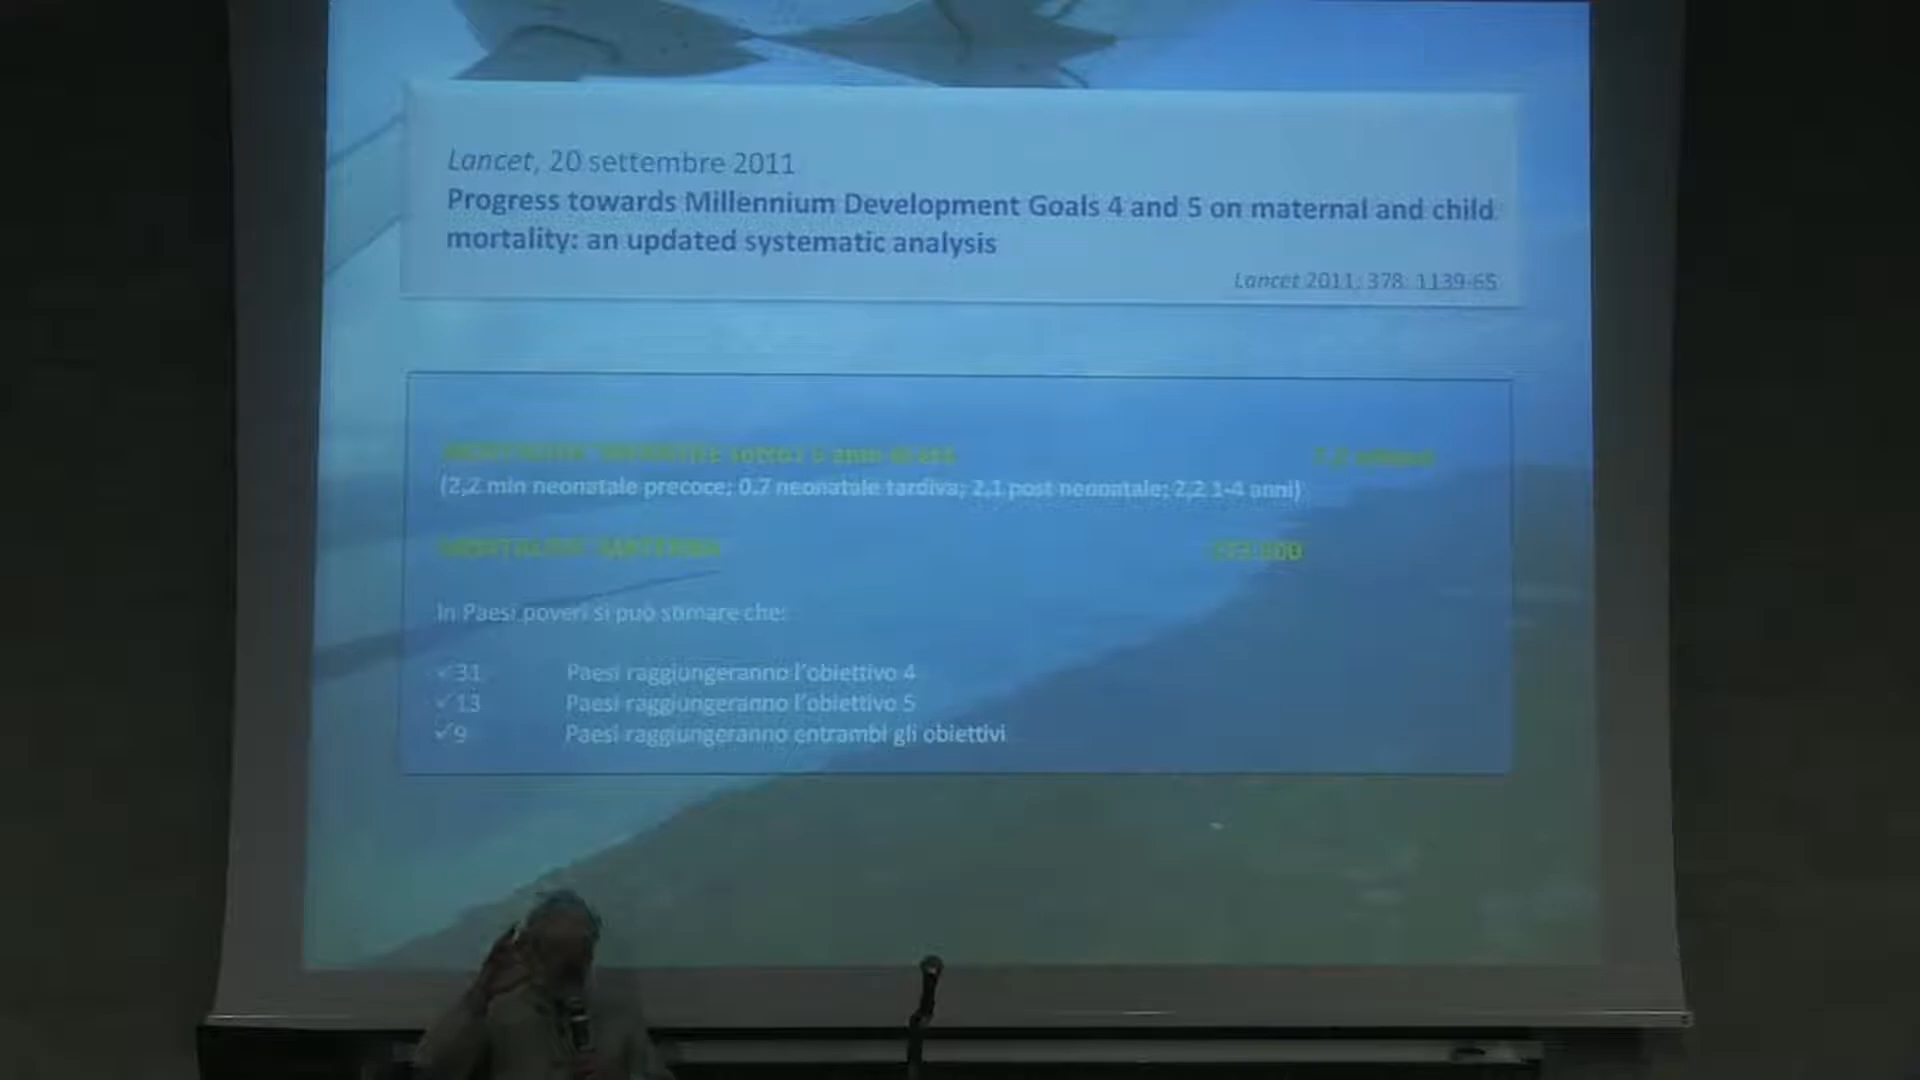 Lancet, 20 settembre 2011
Progress towards Millennium Development Goals 4 and 5 on maternal and child
mortality: an updated systematic analysis
Lancet 2011; 378: 1139-65
sotto i 5 anni
(2,2 mln neonatale precoce; 0.7 neonatale tardiva; 2,1 post neonatale; 2,2 1-4 anni)
In Paesi poveri si può stimare che:
✓31 Paesi raggiungeranno l'obiettivo 4
✓13 Paesi raggiungeranno l'obiettivo 5
✓9 Paesi raggiungeranno entrambi gli obiettivi